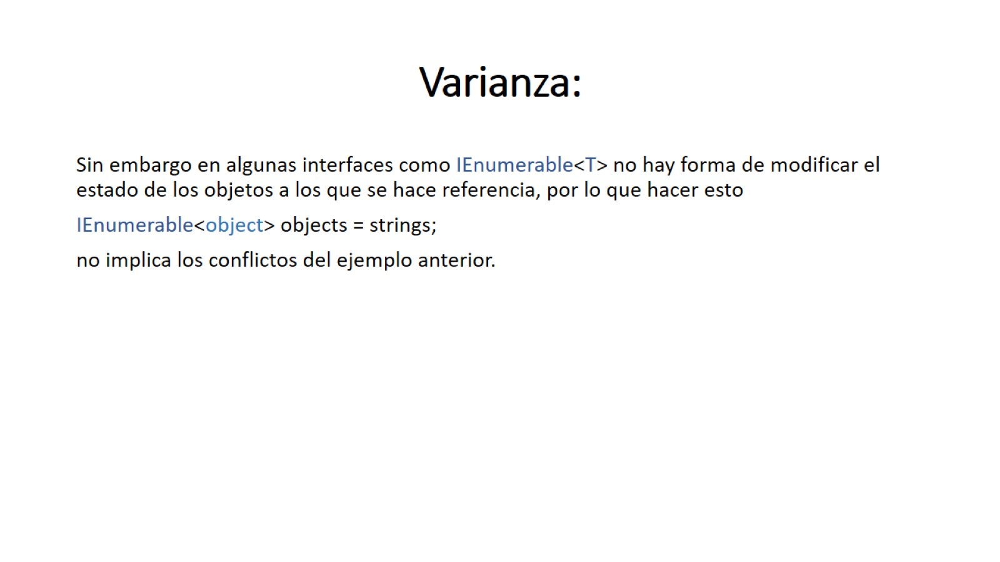 Varianza:
Sin embargo en algunas interfaces como IEnumerable<T> no hay forma de modificar el
estado de los objetos a los que se hace referencia, por lo que hacer esto
IEnumerable<object> objects = strings;
no implica los conflictos del ejemplo anterior.